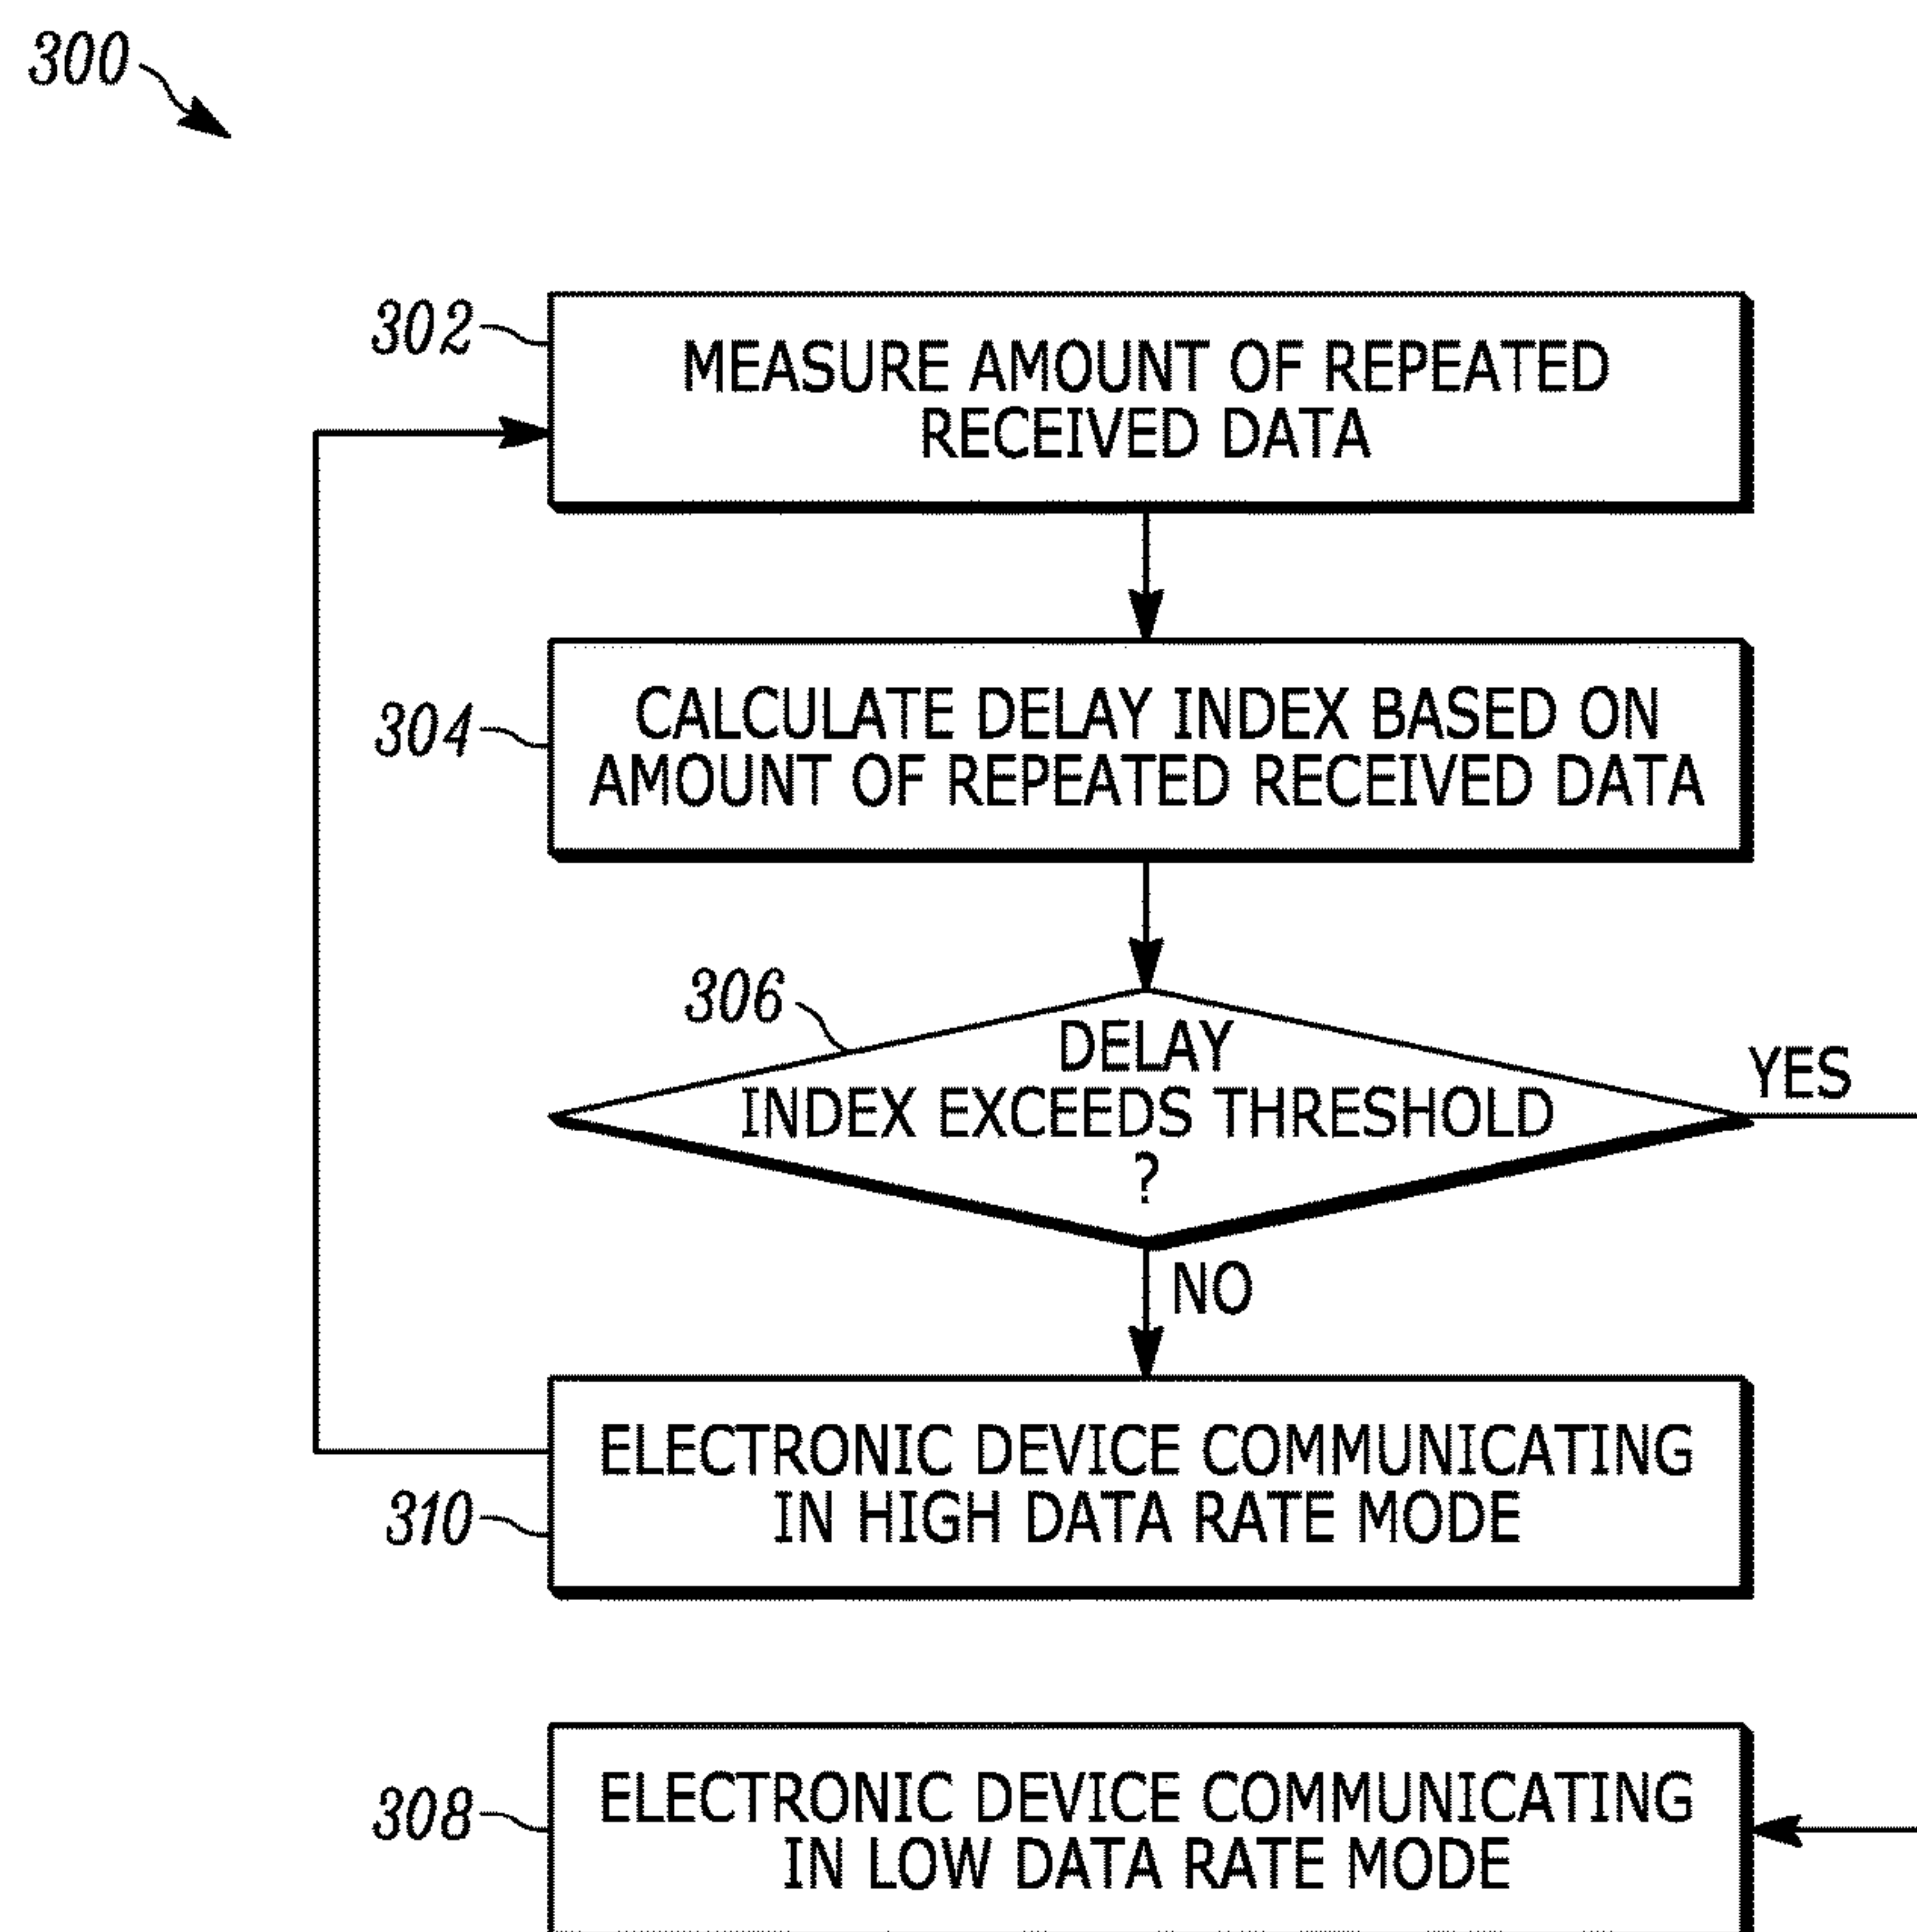 300
302
MEASURE AMOUNT OF REPEATED
RECEIVED DATA
304
CALCULATE DELAY INDEX BASED ON
AMOUNT OF REPEATED RECEIVED DATA
306
DELAY
INDEX EXCEEDS THRESHOLD
?
YES
NO
310
ELECTRONIC DEVICE COMMUNICATING
IN HIGH DATA RATE MODE
308
ELECTRONIC DEVICE COMMUNICATING
IN LOW DATA RATE MODE